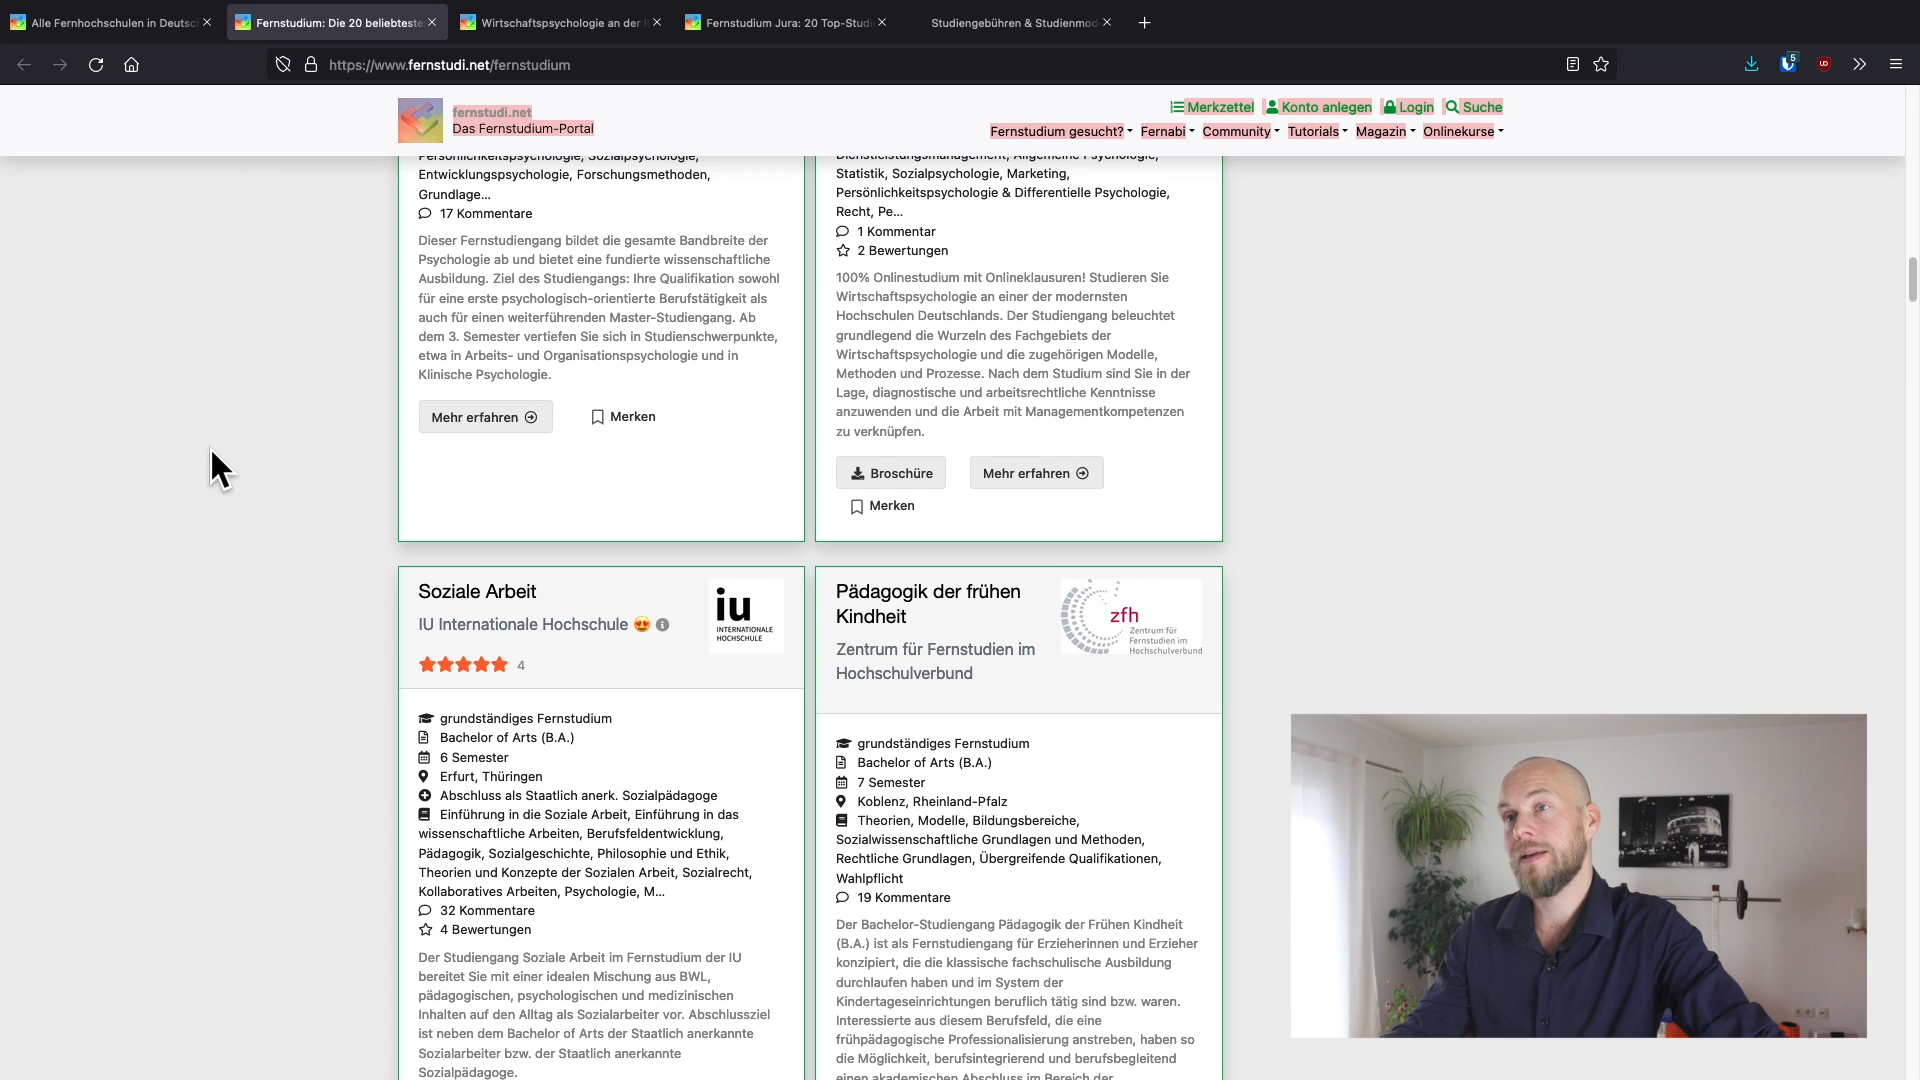 Alle Fernhochschulen in Deutsc
Fernstudium: Die 20 beliebteste
Wirtschaftspsychologie an der
Fernstudium Jura: 20 Top-Studi
Studiengebühren & Studienmod
https://www.fernstudi.net/fernstudium
5
fernstudi.net
Das Fernstudium-Portal
Merkzettel Konto anlegen Login Suche
Fernstudium gesucht? Fernabi Community Tutorials Magazin Onlinekurse
Persönlichkeitspsychologie, Sozialpsychologie,
Entwicklungspsychologie, Forschungsmethoden,
Grundlage...
17 Kommentare
Dieser Fernstudiengang bildet die gesamte Bandbreite der
Psychologie ab und bietet eine fundierte wissenschaftliche
Ausbildung. Ziel des Studiengangs: Ihre Qualifikation sowohl
für eine erste psychologisch-orientierte Berufstätigkeit als
auch für einen weiterführenden Master-Studiengang. Ab
dem 3. Semester vertiefen Sie sich in Studienschwerpunkte,
etwa in Arbeits- und Organisationspsychologie und in
Klinische Psychologie.
Mehr erfahren
Merken
Dienstleistungsmanagement, Allgemeine Psychologie,
Statistik, Sozialpsychologie, Marketing,
Persönlichkeitspsychologie & Differentielle Psychologie,
Recht, Pe...
1 Kommentar
2 Bewertungen
100% Onlinestudium mit Onlineklausuren! Studieren Sie
Wirtschaftspsychologie an einer der modernsten
Hochschulen Deutschlands. Der Studiengang beleuchtet
grundlegend die Wurzeln des Fachgebiets der
Wirtschaftspsychologie und die zugehörigen Modelle,
Methoden und Prozesse. Nach dem Studium sind Sie in der
Lage, diagnostische und arbeitsrechtliche Kenntnisse
anzuwenden und die Arbeit mit Managementkompetenzen
zu verknüpfen.
Broschüre
Mehr erfahren
Merken
Soziale Arbeit
IU Internationale Hochschule
4
iu
INTERNATIONALE
HOCHSCHULE
grundständiges Fernstudium
Bachelor of Arts (B.A.)
6 Semester
Erfurt, Thüringen
Abschluss als Staatlich anerk. Sozialpädagoge
Einführung in die Soziale Arbeit, Einführung in das
wissenschaftliche Arbeiten, Berufsfeldentwicklung,
Pädagogik, Sozialgeschichte, Philosophie und Ethik,
Theorien und Konzepte der Sozialen Arbeit, Sozialrecht,
Kollaboratives Arbeiten, Psychologie, M...
32 Kommentare
4 Bewertungen
Der Studiengang Soziale Arbeit im Fernstudium der IU
bereitet Sie mit einer idealen Mischung aus BWL,
pädagogischen, psychologischen und medizinischen
Inhalten auf den Alltag als Sozialarbeiter vor. Abschlussziel
ist neben dem Bachelor of Arts der Staatlich anerkannte
Sozialarbeiter bzw. der Staatlich anerkannte
Sozialpädagoge.
Pädagogik der frühen
Kindheit
Zentrum für Fernstudien im
Hochschulverbund
zfh
Zentrum für
Fernstudien im
Hochschulverbund
grundständiges Fernstudium
Bachelor of Arts (B.A.)
7 Semester
Koblenz, Rheinland-Pfalz
Theorien, Modelle, Bildungsbereiche,
Sozialwissenschaftliche Grundlagen und Methoden,
Rechtliche Grundlagen, Übergreifende Qualifikationen,
Wahlpflicht
19 Kommentare
Der Bachelor-Studiengang Pädagogik der Frühen Kindheit
(B.A.) ist als Fernstudiengang für Erzieherinnen und Erzieher
konzipiert, die die klassische fachschulische Ausbildung
durchlaufen haben und im System der
Kindertageseinrichtungen beruflich tätig sind bzw. waren.
Interessierte aus diesem Berufsfeld, die eine
frühpädagogische Professionalisierung anstreben, haben so
die Möglichkeit, berufsintegrierend und berufsbegleitend
einen akademischen Abschluss im Bereich der